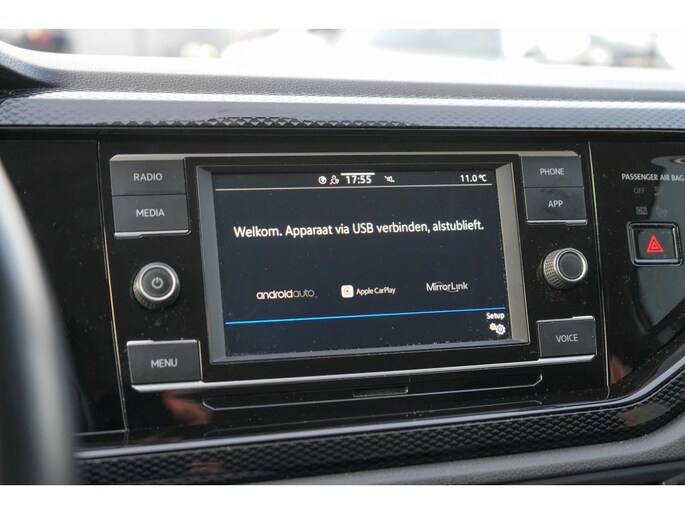 RADIO
MEDIA
MENU
17:55
11.0 °C
Welkom. Apparaat via USB verbinden, alstublieft.
androidauto
Apple CarPlay
MirrorLink
Setup
PHONE
APP
VOICE
PASSENGER AIR BAG
OFF